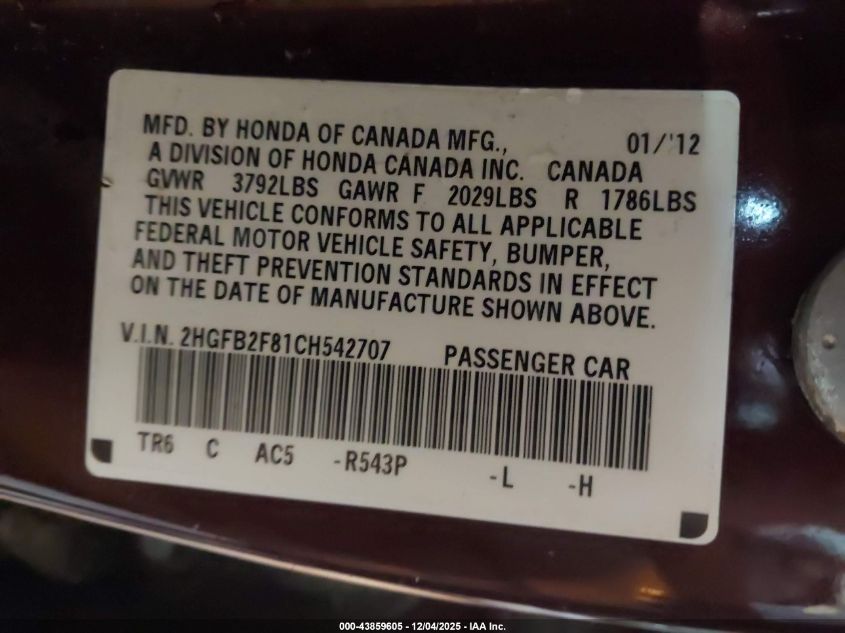 MFD. BY HONDA OF CANADA MFG., 01/'12
A DIVISION OF HONDA CANADA INC. CANADA
GVWR 3792LBS GAWR F 2029LBS R 1786LBS
THIS VEHICLE CONFORMS TO ALL APPLICABLE
FEDERAL MOTOR VEHICLE SAFETY, BUMPER,
AND THEFT PREVENTION STANDARDS IN EFFECT
ON THE DATE OF MANUFACTURE SHOWN ABOVE.
V.I.N. 2HGFB2F81CH542707 PASSENGER CAR
TR6 C AC5 -R543P -L -H
000-43859605 - 12/04/2025 - IAA Inc.